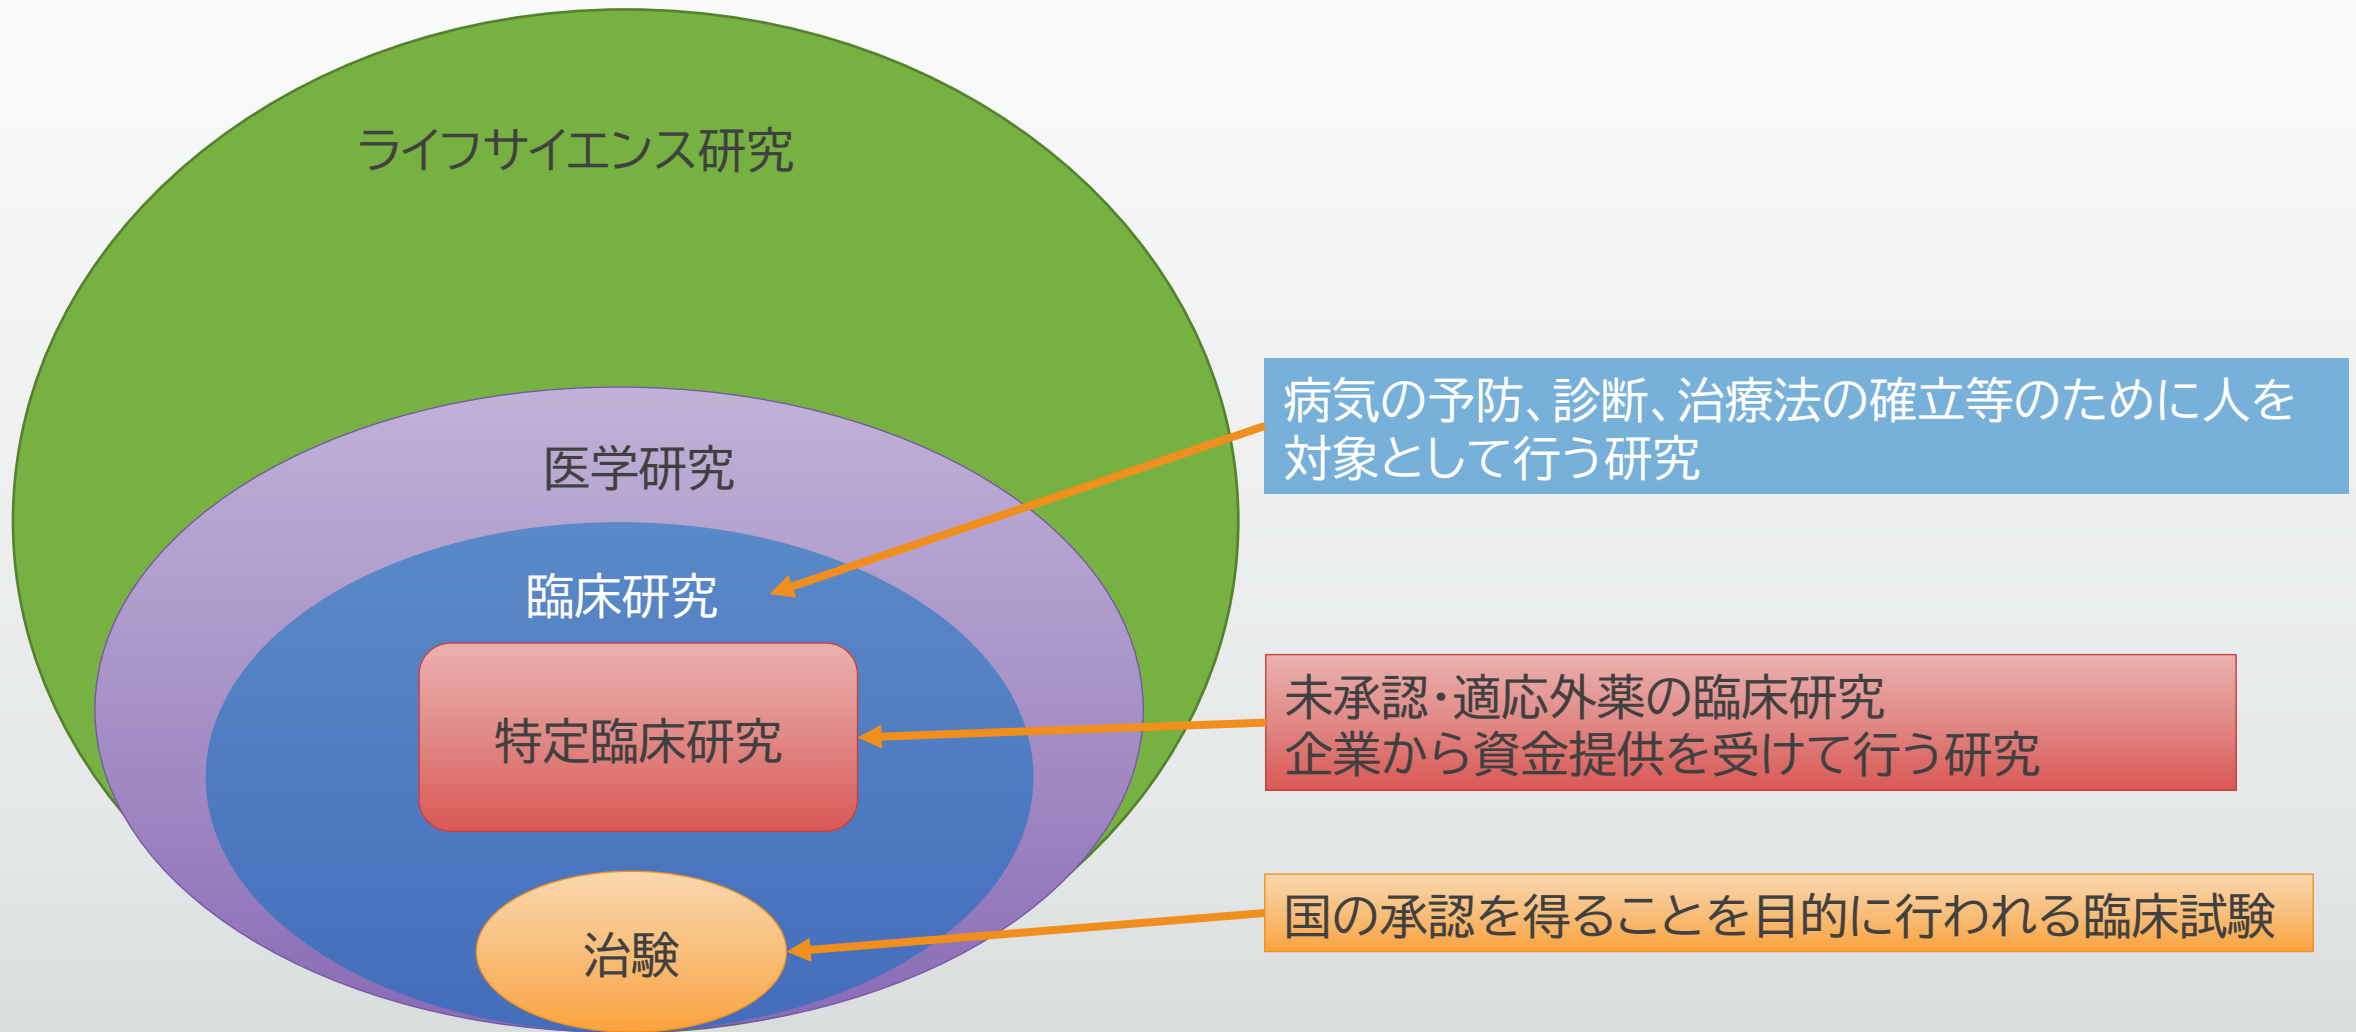 ライフサイエンス研究
医学研究
臨床研究
特定臨床研究
治験
病気の予防、診断、治療法の確立等のために人を
対象として行う研究
未承認・適応外薬の臨床研究
企業から資金提供を受けて行う研究
国の承認を得ることを目的に行われる臨床試験